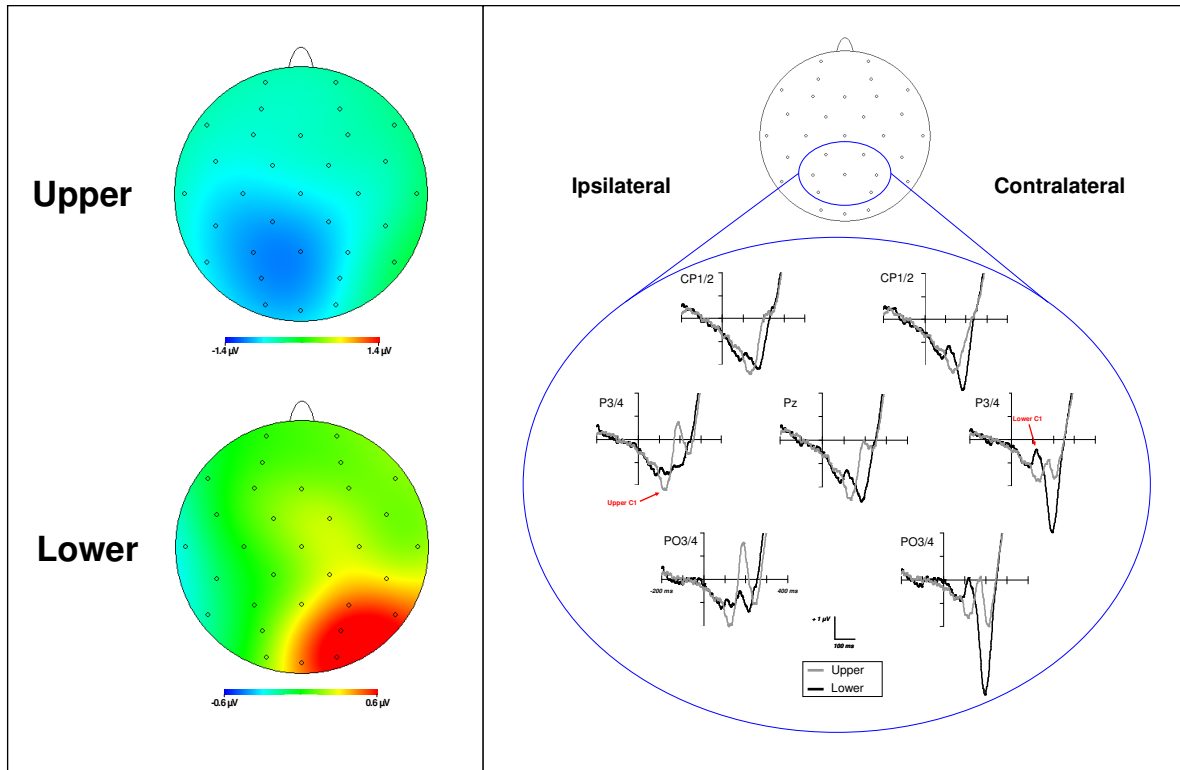 Upper
-1.4 µV 1.4 µV
Lower
-0.6 µV 0.6 µV
Ipsilateral Contralateral
CP1/2 CP1/2
P3/4 Pz P3/4
Lower C1
Upper C1
PO3/4 PO3/4
-200 ms 400 ms
+ 1 µV
100 ms
Upper
Lower